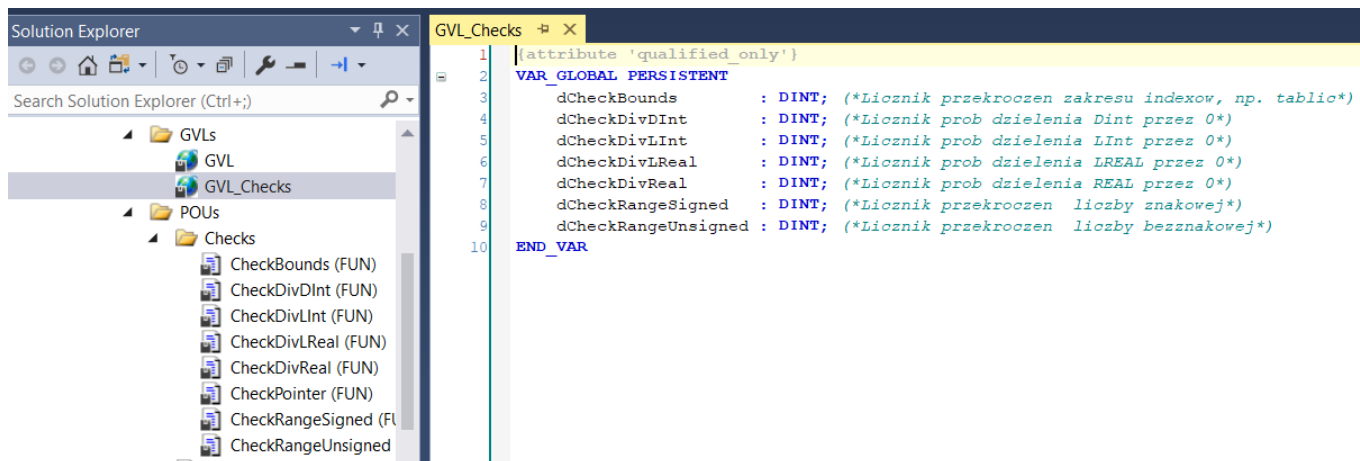 Solution Explorer
Search Solution Explorer (Ctrl+;)
GVLs
GVL
GVL_Checks
POUs
Checks
CheckBounds (FUN)
CheckDivDInt (FUN)
CheckDivLInt (FUN)
CheckDivLReal (FUN)
CheckDivReal (FUN)
CheckPointer (FUN)
CheckRangeSigned (FU
CheckRangeUnsigned
GVL_Checks
1 {attribute 'qualified_only'}
2 VAR_GLOBAL PERSISTENT
3 dCheckBounds : DINT; (*Licznik przekroczen zakresu indexow, np. tablic*)
4 dCheckDivDInt : DINT; (*Licznik prob dzielenia Dint przez 0*)
5 dCheckDivLInt : DINT; (*Licznik prob dzielenia LInt przez 0*)
6 dCheckDivLReal : DINT; (*Licznik prob dzielenia LREAL przez 0*)
7 dCheckDivReal : DINT; (*Licznik prob dzielenia REAL przez 0*)
8 dCheckRangeSigned : DINT; (*Licznik przekroczen  liczby znakowej*)
9 dCheckRangeUnsigned : DINT; (*Licznik przekroczen  liczby bezznakowej*)
10 END_VAR